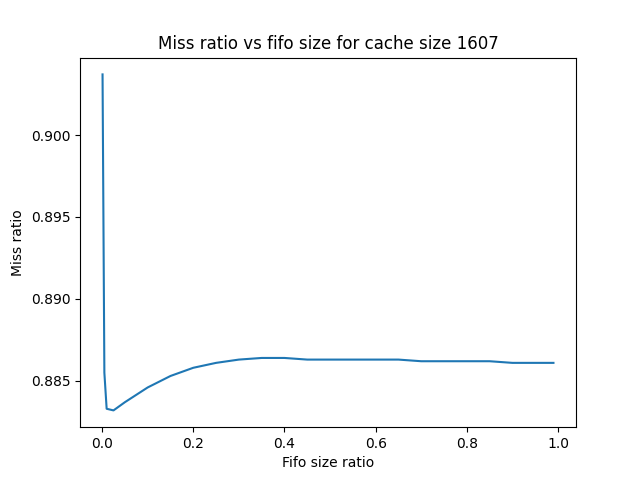 Miss ratio vs fifo size for cache size 1607
0.900
0.895
0.890
0.885
Miss ratio
0.0 0.2 0.4 0.6 0.8 1.0
Fifo size ratio